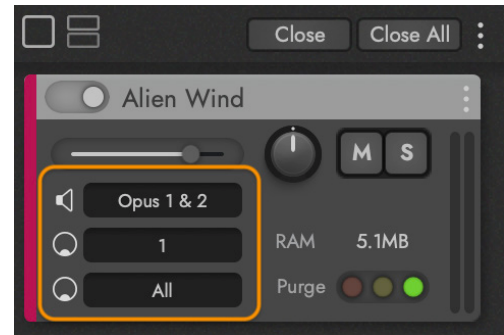 Close Close All
Alien Wind
M S
Opus 1 & 2
1 RAM 5.1MB
All Purge